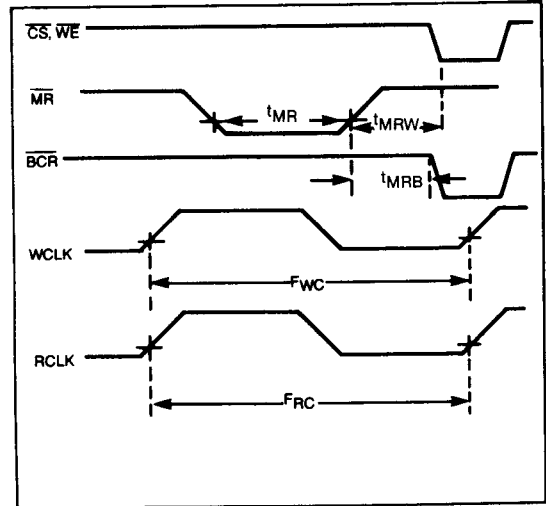 CS, WE
MR
tMR
tMRW
BCR
tMRB
WCLK
FWC
RCLK
FRC